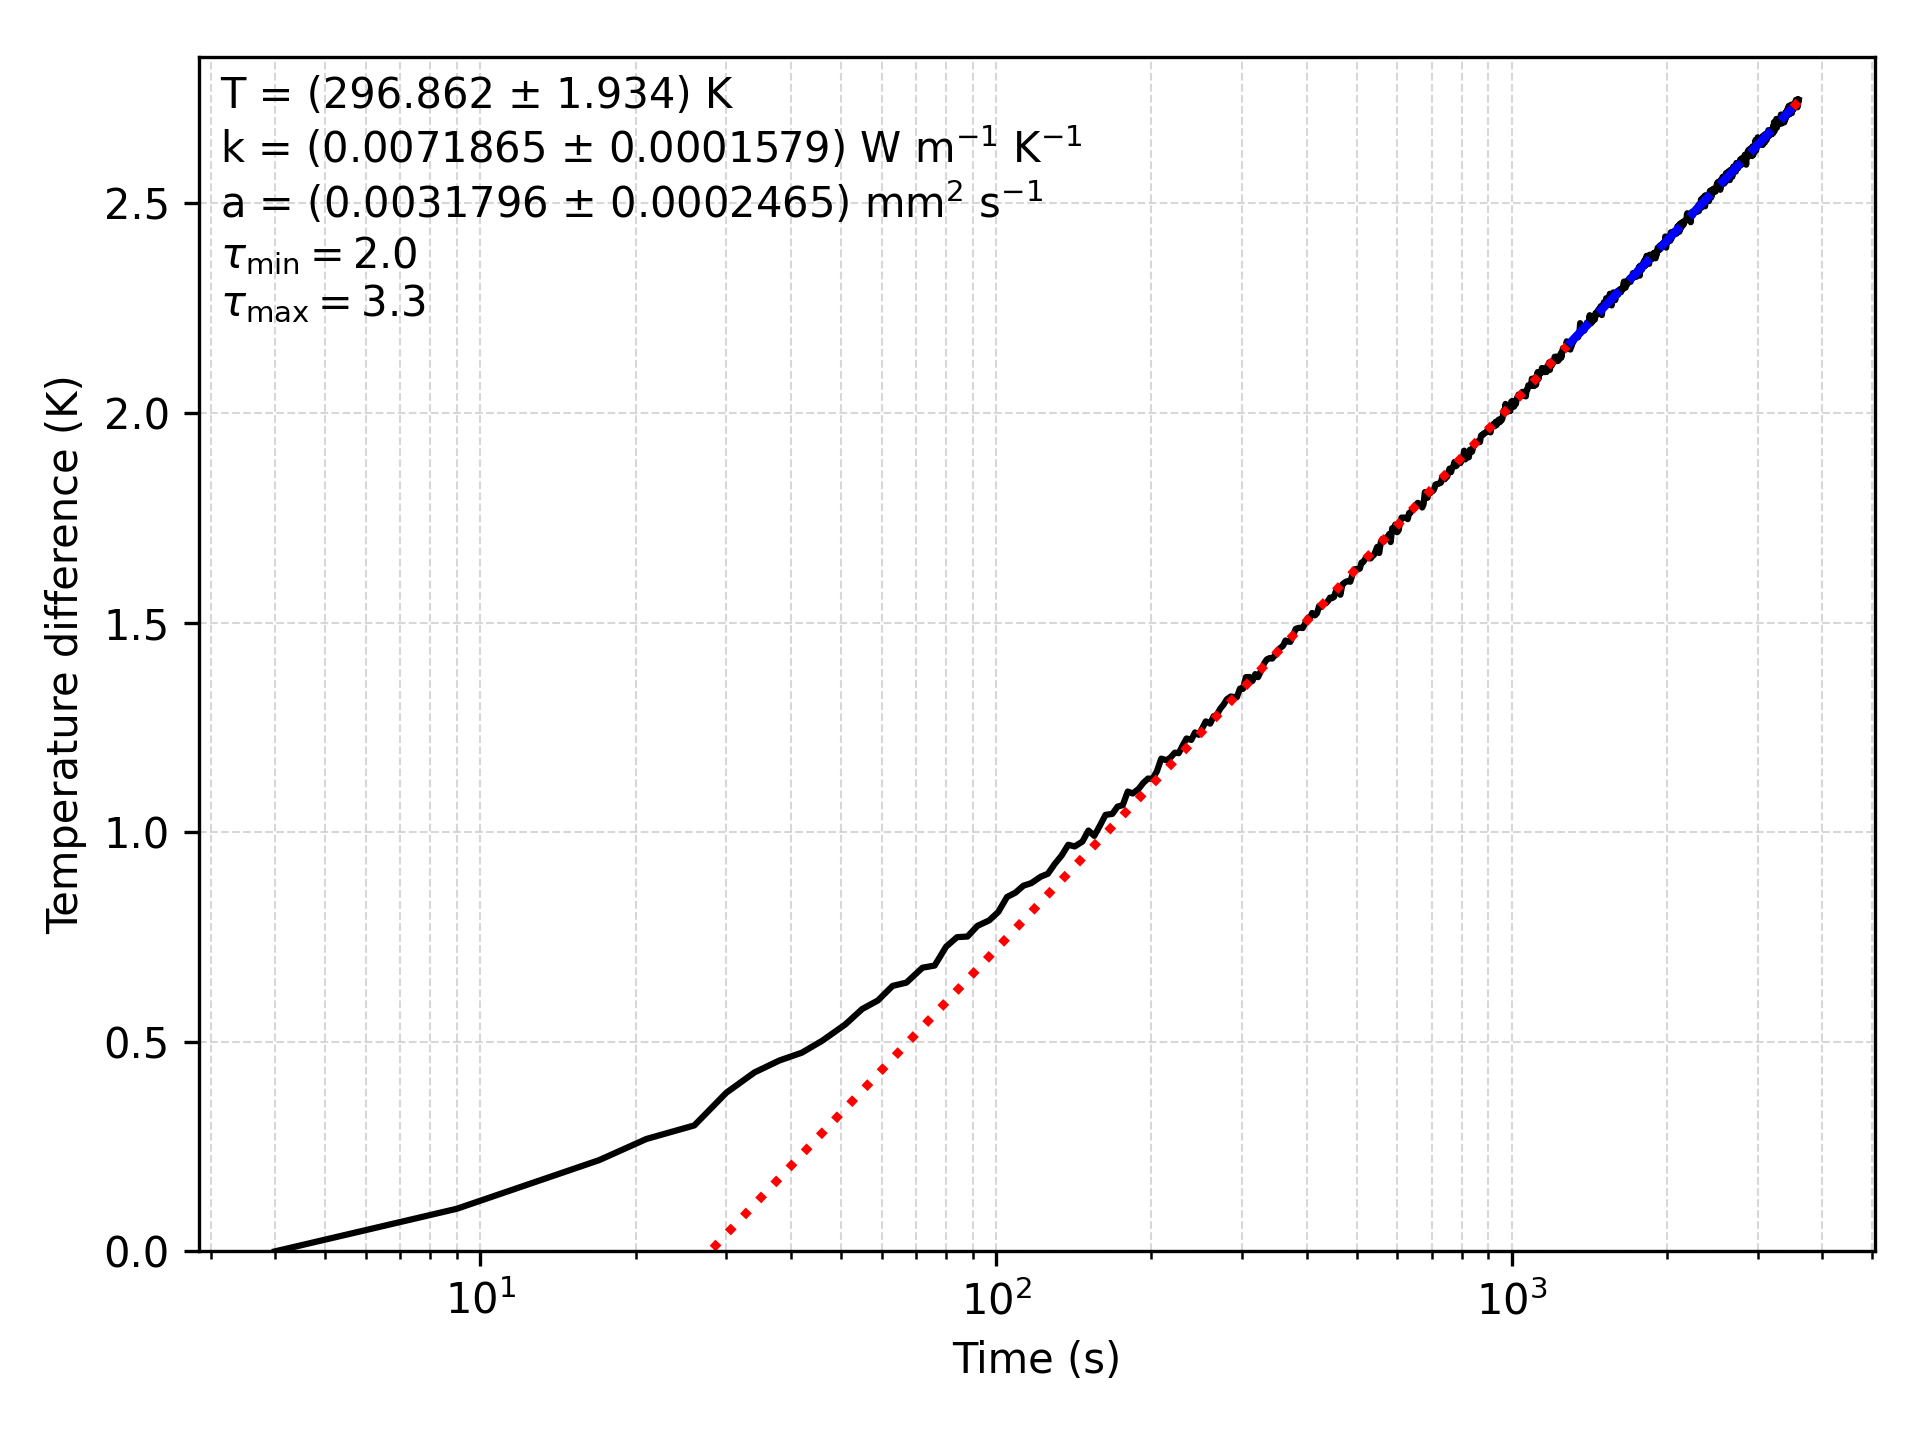 T = (296.862 ± 1.934) K
k = (0.0071865 ± 0.0001579) W m⁻¹ K⁻¹
a = (0.0031796 ± 0.0002465) mm² s⁻¹
τ_min = 2.0
τ_max = 3.3
Temperature difference (K)
2.5
2.0
1.5
1.0
0.5
0.0
10¹ 10² 10³
Time (s)